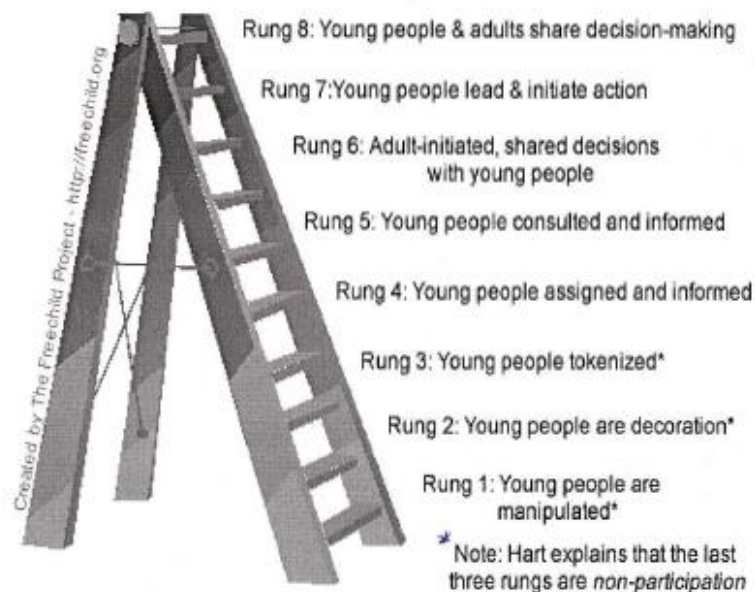 Rung 8: Young people & adults share decision-making
Rung 7:Young people lead & initiate action
Rung 6: Adult-initiated, shared decisions
with young people
Rung 5: Young people consulted and informed
Rung 4: Young people assigned and informed
Rung 3: Young people tokenized*
Rung 2: Young people are decoration*
Rung 1: Young people are
manipulated*
* Note: Hart explains that the last
three rungs are non-participation
Created by The Freechild Project - http://freechild.org